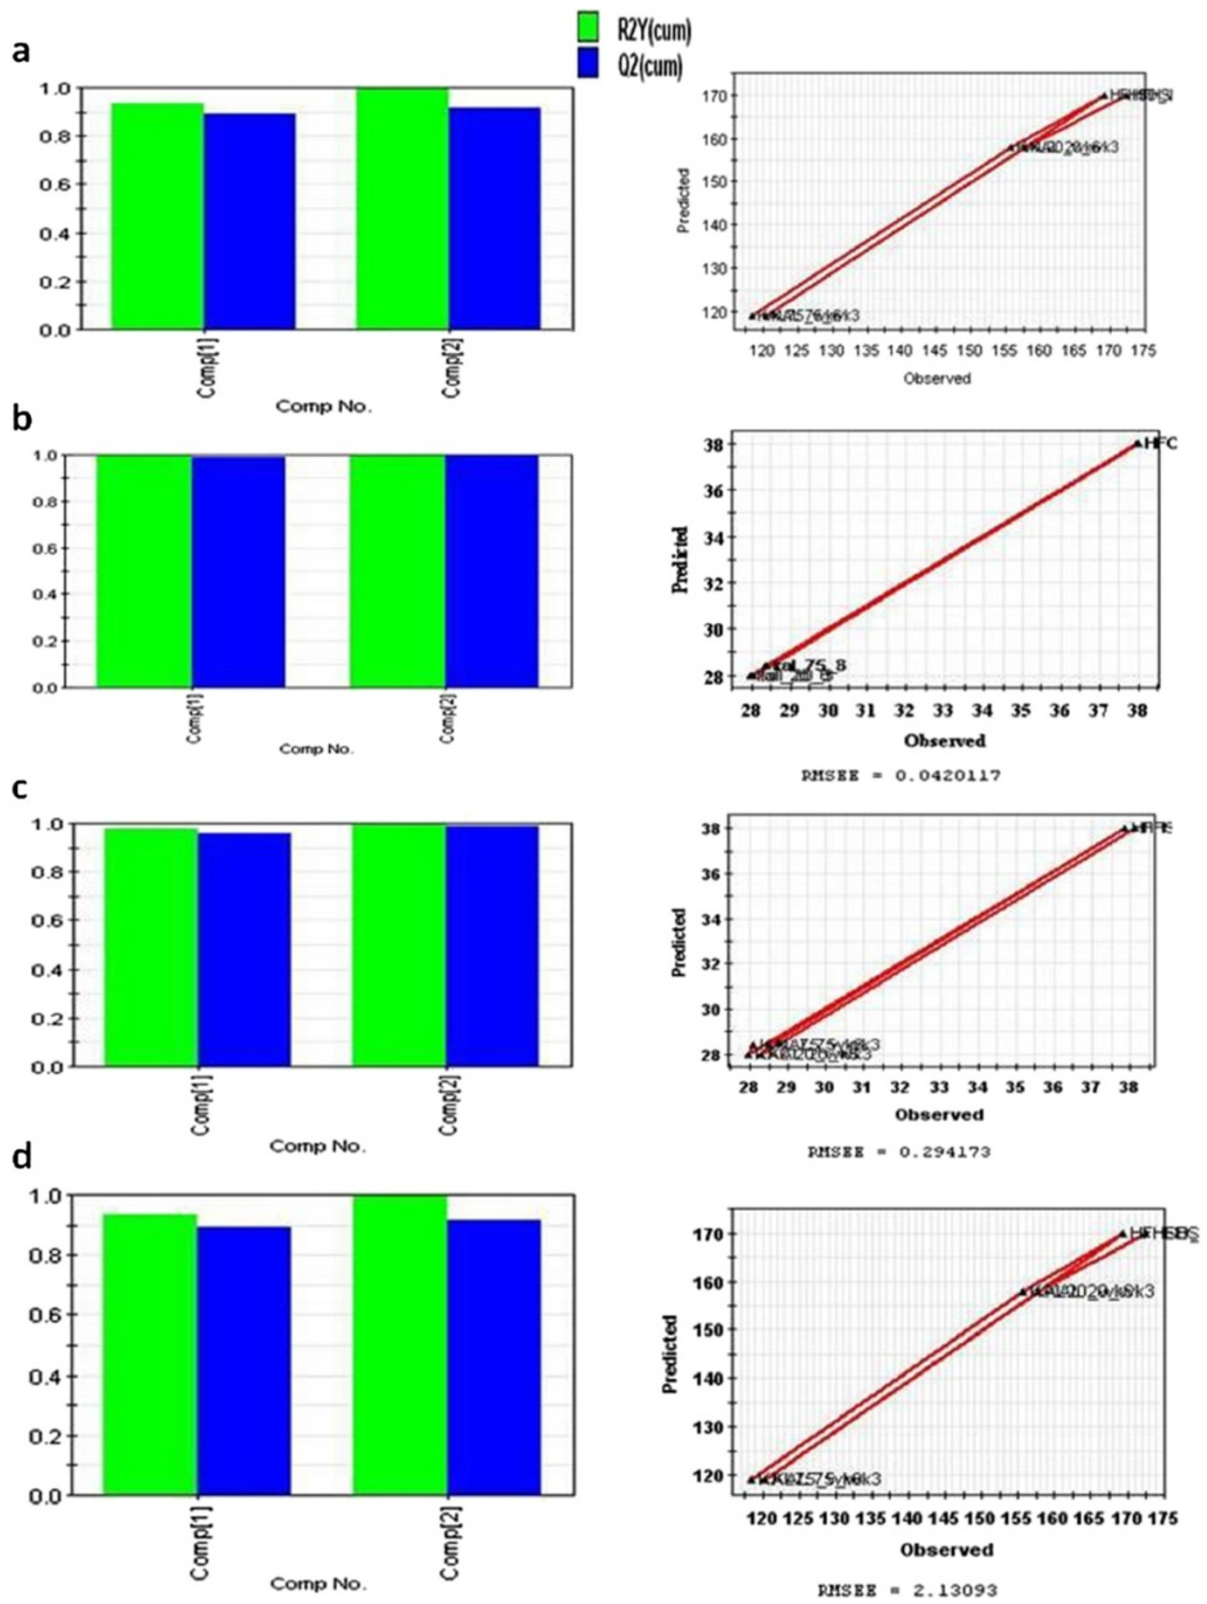 R2Y(cum)
Q2(cum)
a
1.0
0.8
0.6
0.4
0.2
0.0
Comp[1]
Comp[2]
Comp No.
Predicted
170
160
150
140
130
120
120 125 130 135 140 145 150 155 160 165 170 175
Observed
b
1.0
0.8
0.6
0.4
0.2
0.0
Comp[1]
Comp[2]
Comp No.
Predicted
38
36
34
32
30
28
HFC
28 29 30 31 32 33 34 35 36 37 38
Observed
RMSEE = 0.0420117
c
1.0
0.8
0.6
0.4
0.2
0.0
Comp[1]
Comp[2]
Comp No.
Predicted
38
36
34
32
30
28
28 29 30 31 32 33 34 35 36 37 38
Observed
RMSEE = 0.294173
d
1.0
0.8
0.6
0.4
0.2
0.0
Comp[1]
Comp[2]
Comp No.
Predicted
170
160
150
140
130
120
120 125 130 135 140 145 150 155 160 165 170 175
Observed
RMSEE = 2.13093